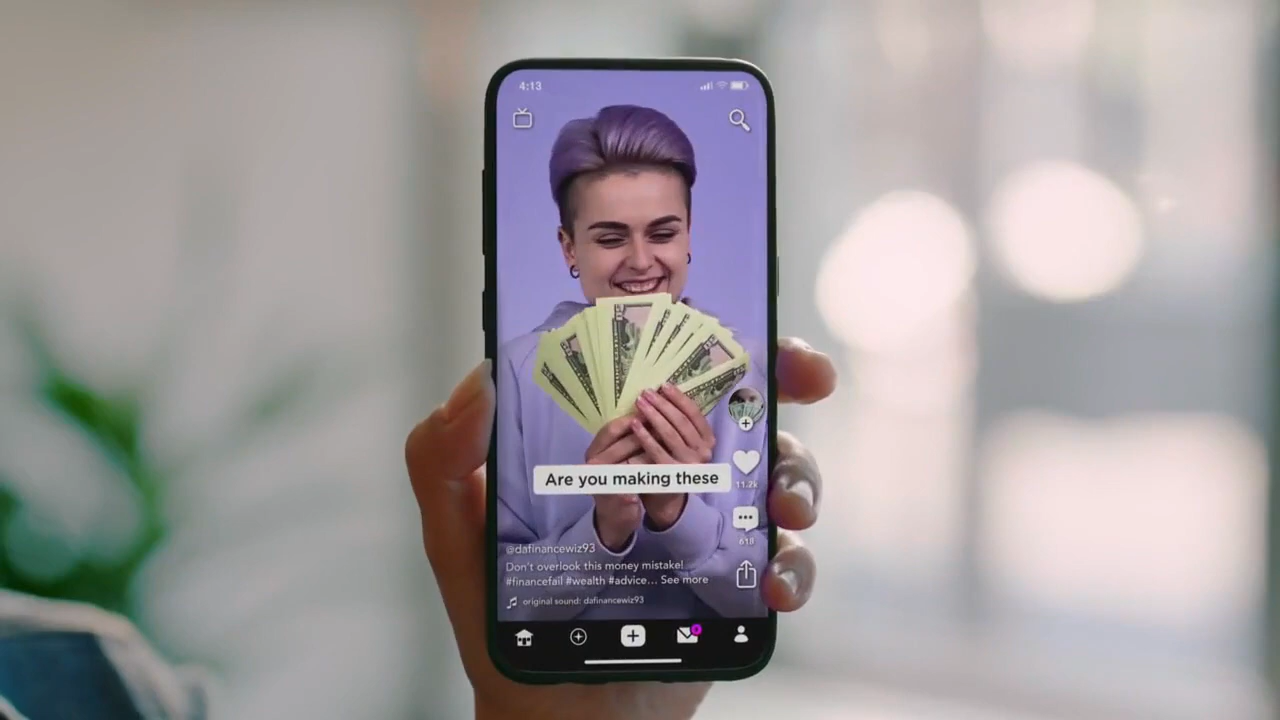 4:13
Are you making these
11.2k
618
@dafinancewiz93
Don't overlook this money mistake!
#financefail #wealth #advice... See more
original sound: dafinancewiz93